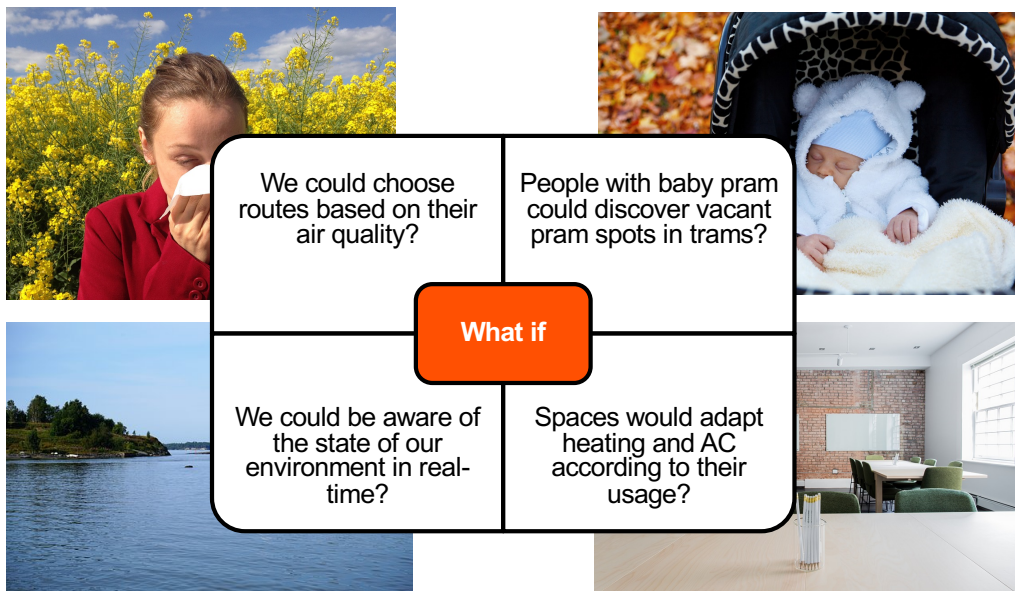 We could choose
routes based on their
air quality?
People with baby pram
could discover vacant
pram spots in trams?
What if
We could be aware of
the state of our
environment in real-
time?
Spaces would adapt
heating and AC
according to their
usage?